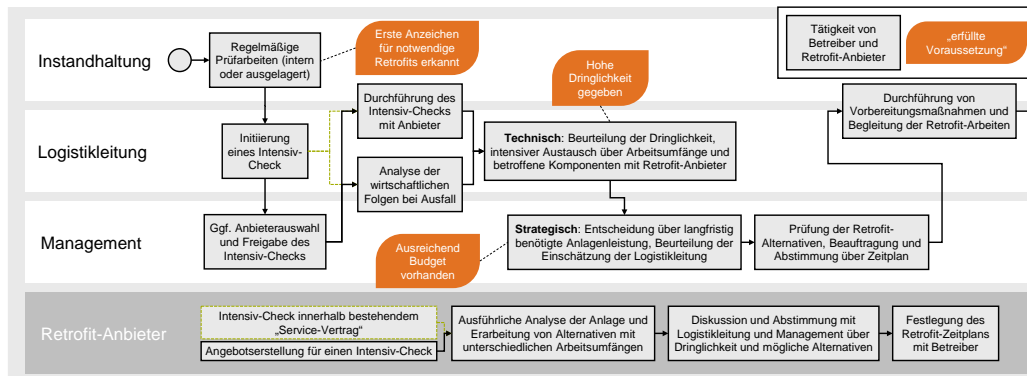 Instandhaltung
Regelmäßige
Prüfarbeiten (intern
oder ausgelagert)
Erste Anzeichen
für notwendige
Retrofits erkannt
Hohe
Dringlichkeit
gegeben
Tätigkeit von
Betreiber und
Retrofit-Anbieter
„erfüllte
Voraussetzung“
Logistikleitung
Initiierung
eines Intensiv-
Check
Durchführung des
Intensiv-Checks
mit Anbieter
Analyse der
wirtschaftlichen
Folgen bei Ausfall
Technisch: Beurteilung der Dringlichkeit,
intensiver Austausch über Arbeitsumfänge und
betroffene Komponenten mit Retrofit-Anbieter
Durchführung von
Vorbereitungsmaßnahmen und
Begleitung der Retrofit-Arbeiten
Management
Ggf. Anbieterauswahl
und Freigabe des
Intensiv-Checks
Ausreichend
Budget
vorhanden
Strategisch: Entscheidung über langfristig
benötigte Anlagenleistung, Beurteilung der
Einschätzung der Logistikleitung
Prüfung der Retrofit-
Alternativen, Beauftragung und
Abstimmung über Zeitplan
Retrofit-Anbieter
Intensiv-Check innerhalb bestehendem
„Service-Vertrag“
Angebotserstellung für einen Intensiv-Check
Ausführliche Analyse der Anlage und
Erarbeitung von Alternativen mit
unterschiedlichen Arbeitsumfängen
Diskussion und Abstimmung mit
Logistikleitung und Management über
Dringlichkeit und mögliche Alternativen
Festlegung des
Retrofit-Zeitplans
mit Betreiber